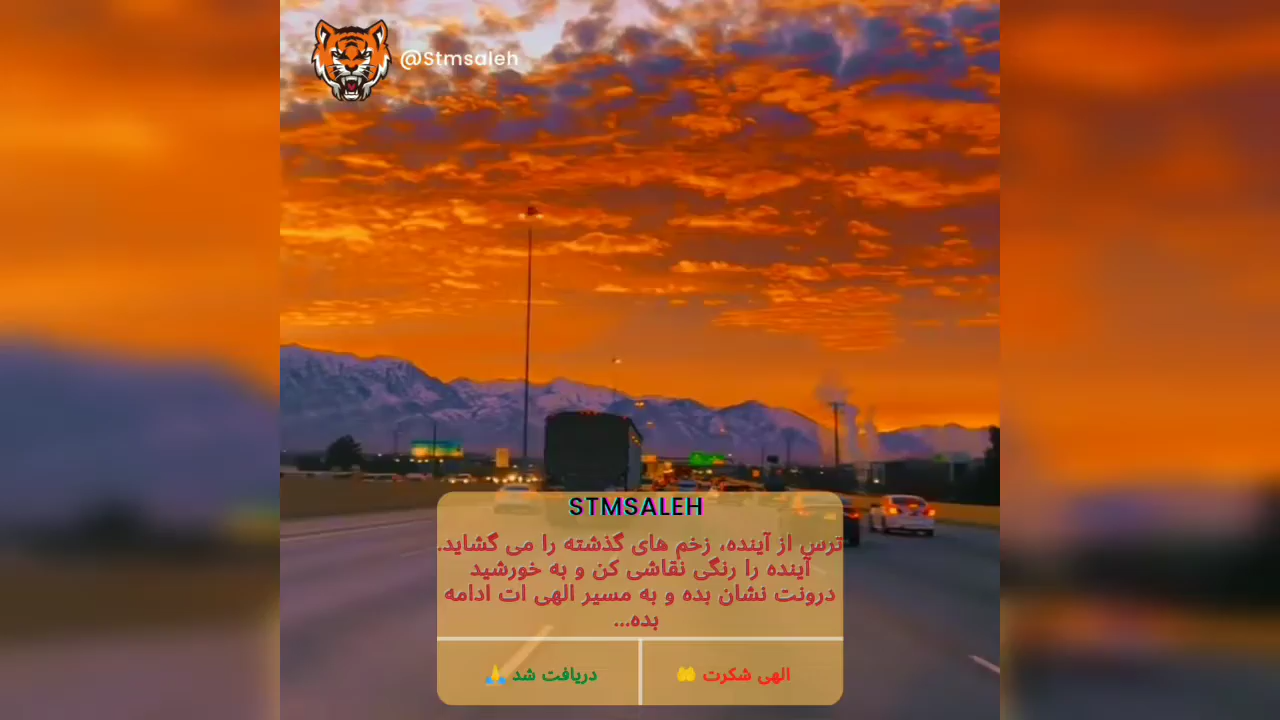 @Stmsaleh
STMSALEH
ترس از آینده، زخم های گذشته را می گشاید.
آینده را رنگی نقاشی کن و به خورشید
درونت نشان بده و به مسیر الهی ات ادامه
بده...
الهی شکرت 🤲
دریافت شد 🙏